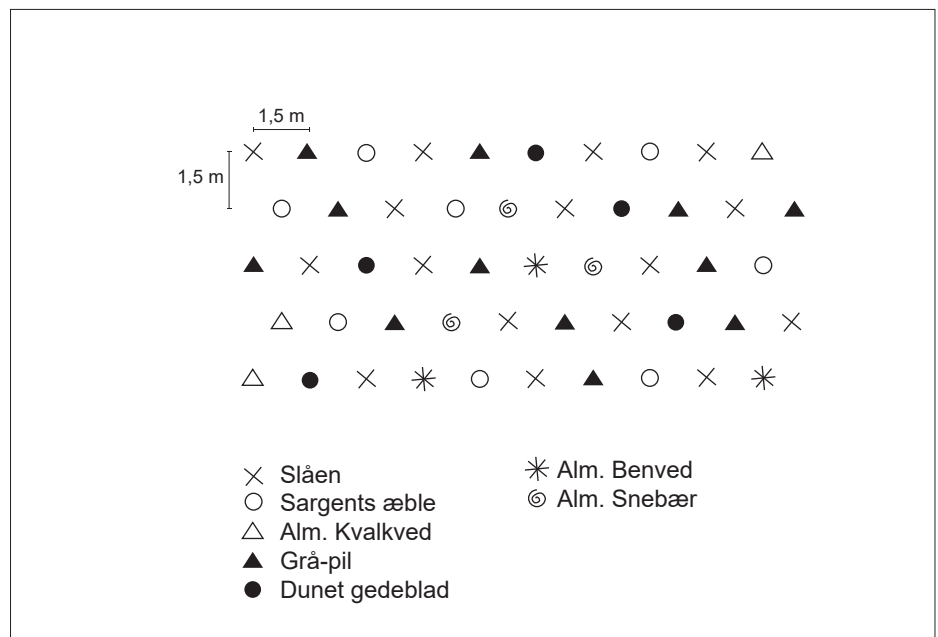 1,5 m
1,5 m
Slåen
Sargents æble
Alm. Kvalkved
Grå-pil
Dunet gedeblad
Alm. Benved
Alm. Snebær